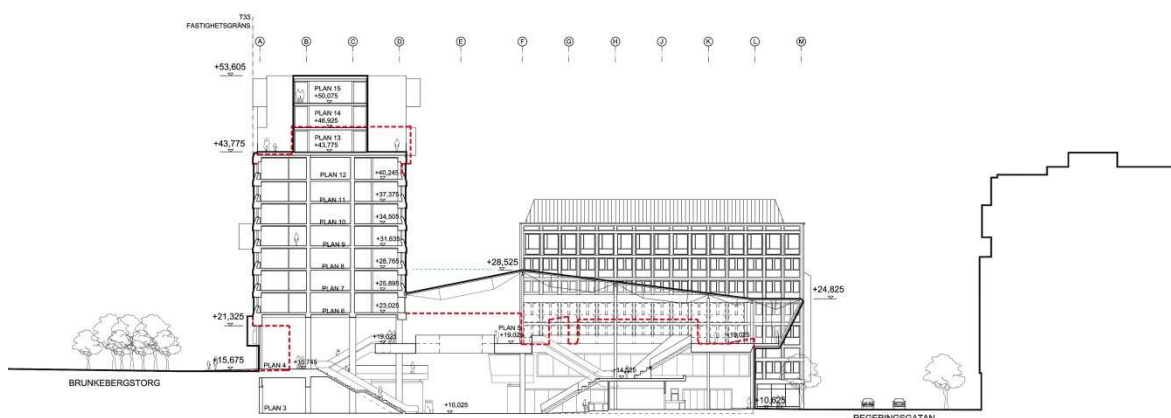 T33
FASTIGHETSGRÄNS
A B C D E F G H J K L M
+53,605
PLAN 15
+50,075
PLAN 14
+46,925
PLAN 13
+43,775
+43,775
PLAN 12
+40,245
PLAN 11
+37,375
PLAN 10
+34,505
PLAN 9
+31,635
PLAN 8
+28,765
+28,525
PLAN 7
+25,895
+24,825
PLAN 6
+23,025
+21,325
PLAN 5
+19,025
+19,025
+19,025
+15,675
PLAN 4
+15,745
+14,525
BRUNKEBERGSTORG
PLAN 3
+10,025
+10,625
REGERINGSGATAN